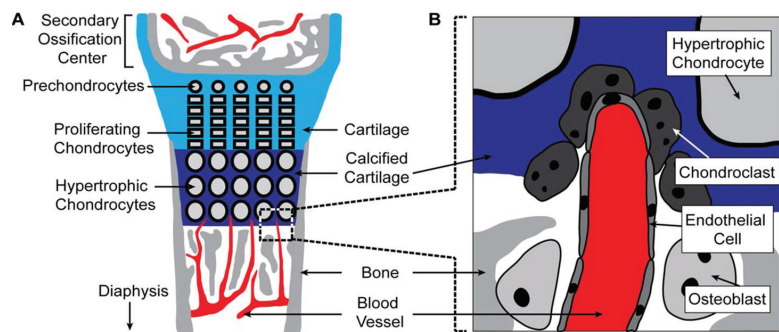 A
Secondary
Ossification
Center
Prechondrocytes
Proliferating
Chondrocytes
Hypertrophic
Chondrocytes
Diaphysis
Cartilage
Calcified
Cartilage
Bone
Blood
Vessel
B
Hypertrophic
Chondrocyte
Chondroclast
Endothelial
Cell
Osteoblast